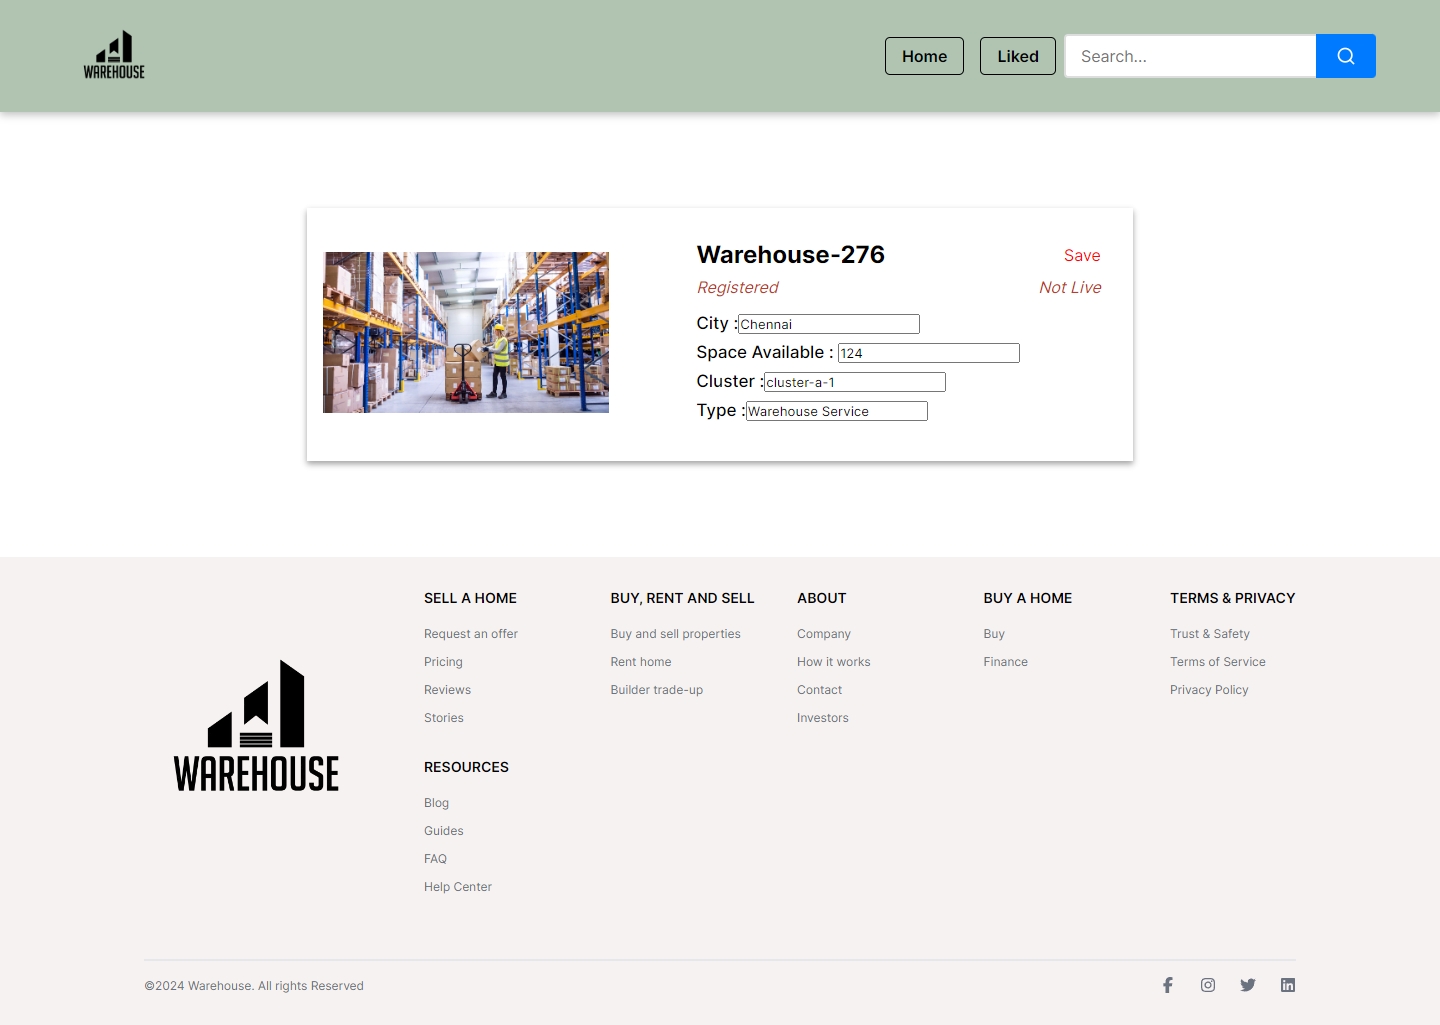 WAREHOUSE
Home
Liked
Search...
Warehouse-276
Save
Registered
Not Live
City :Chennai
Space Available : 124
Cluster :cluster-a-1
Type :Warehouse Service
WAREHOUSE
SELL A HOME
Request an offer
Pricing
Reviews
Stories
BUY, RENT AND SELL
Buy and sell properties
Rent home
Builder trade-up
ABOUT
Company
How it works
Contact
Investors
BUY A HOME
Buy
Finance
TERMS & PRIVACY
Trust & Safety
Terms of Service
Privacy Policy
RESOURCES
Blog
Guides
FAQ
Help Center
©2024 Warehouse. All rights Reserved